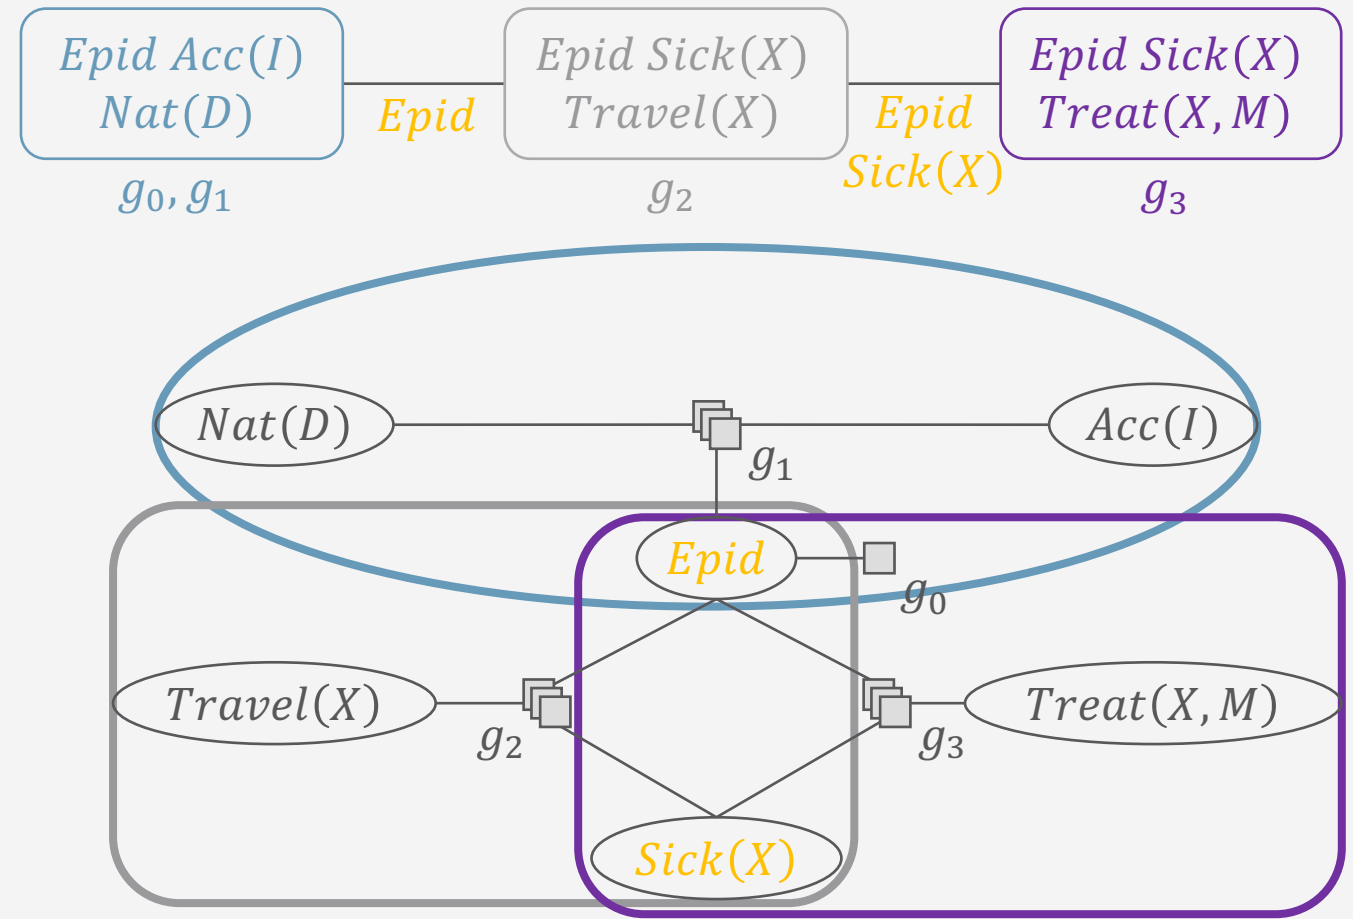 Epid Acc(I)
Nat(D)
Epid
Epid Sick(X)
Travel(X)
Epid
Sick(X)
Epid Sick(X)
Treat(X, M)
g₀, g₁
g₂
g₃
Nat(D)
Acc(I)
g₁
Epid
g₀
Travel(X)
Treat(X, M)
g₂
g₃
Sick(X)